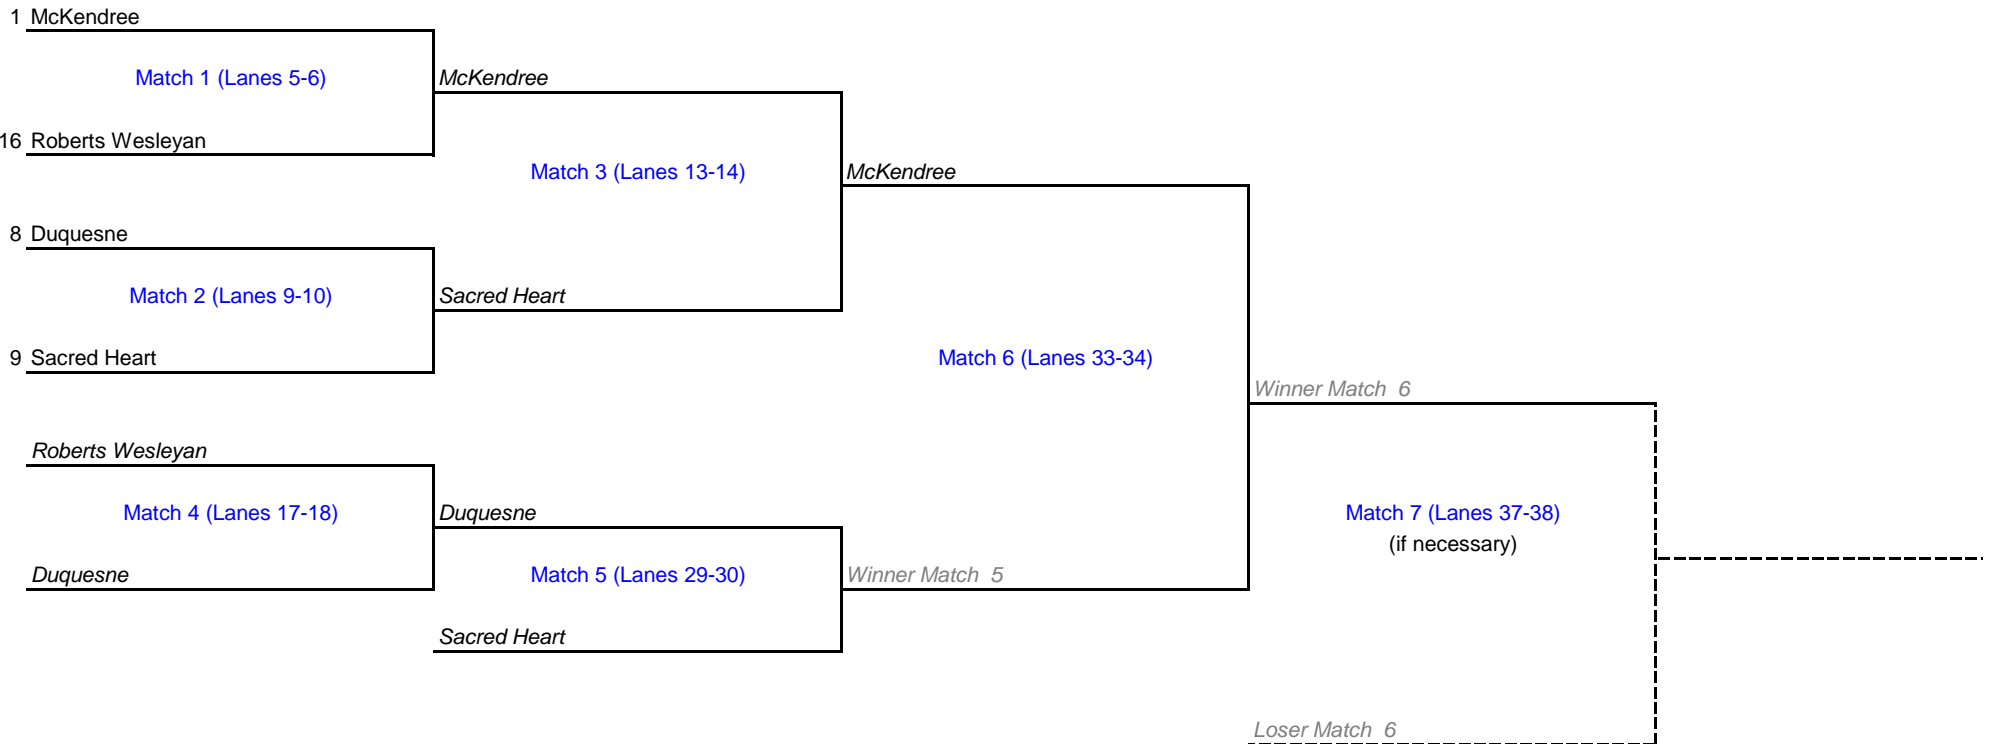 1 McKendree
Match 1 (Lanes 5-6)
McKendree
16 Roberts Wesleyan
Match 3 (Lanes 13-14)
McKendree
8 Duquesne
Match 2 (Lanes 9-10)
Sacred Heart
9 Sacred Heart
Match 6 (Lanes 33-34)
Winner Match 6
Roberts Wesleyan
Match 4 (Lanes 17-18)
Duquesne
Match 7 (Lanes 37-38)
(if necessary)
Duquesne
Match 5 (Lanes 29-30)
Winner Match 5
Sacred Heart
Loser Match 6